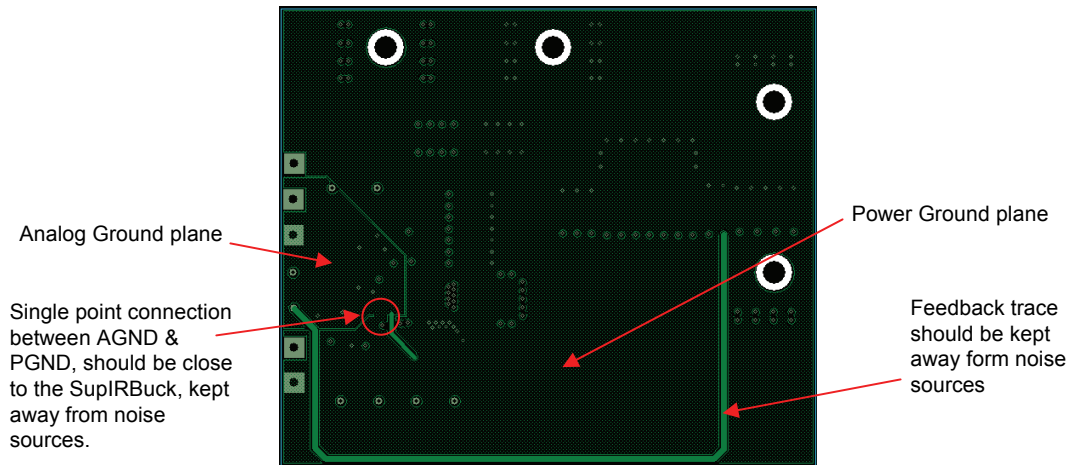 Analog Ground plane
Single point connection
between AGND &
PGND, should be close
to the SupIRBuck, kept
away from noise
sources.
Power Ground plane
Feedback trace
should be kept
away form noise
sources